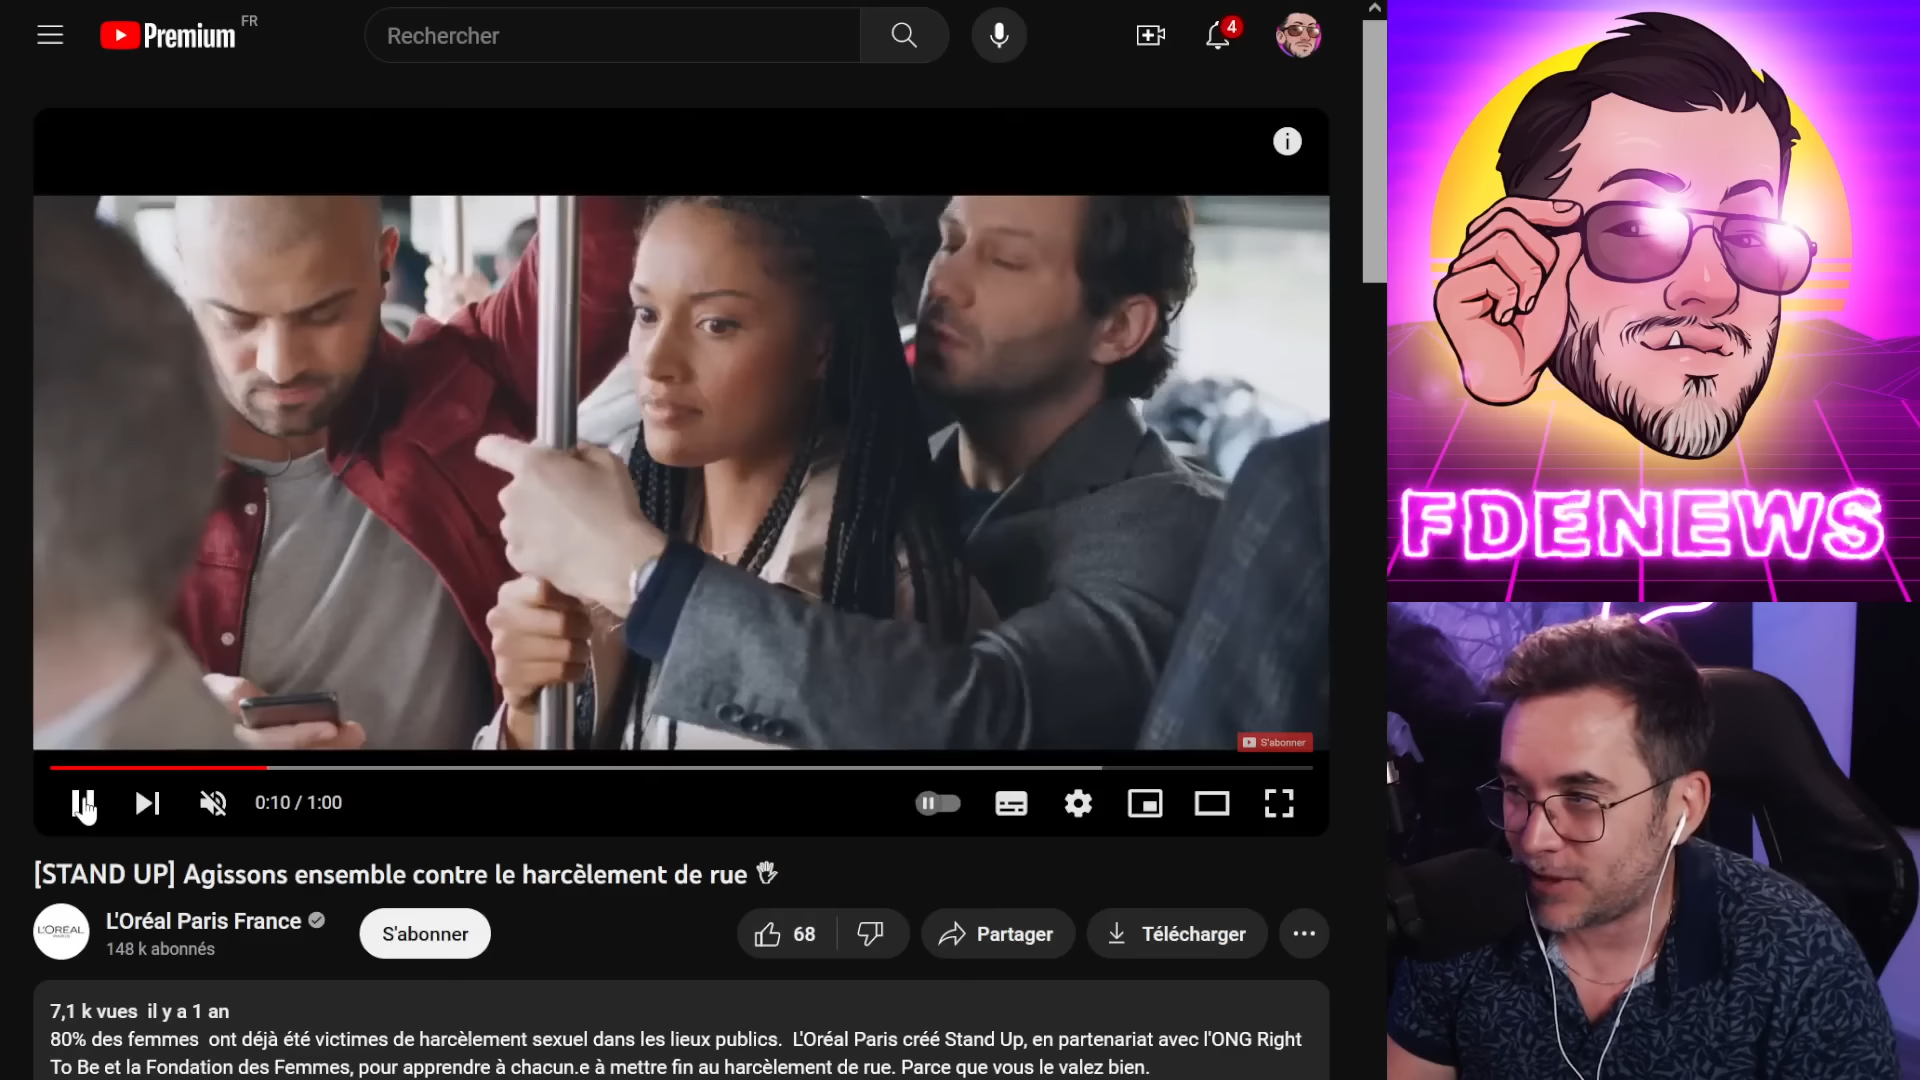 Premium FR
Rechercher
4
S'abonner
0:10 / 1:00
[STAND UP] Agissons ensemble contre le harcèlement de rue
L'ORÉAL
L'Oréal Paris France
148 k abonnés
S'abonner
68
Partager
Télécharger
7,1 k vues il y a 1 an
80% des femmes ont déjà été victimes de harcèlement sexuel dans les lieux publics. L'Oréal Paris créé Stand Up, en partenariat avec l'ONG Right
To Be et la Fondation des Femmes, pour apprendre à chacun.e à mettre fin au harcèlement de rue. Parce que vous le valez bien.
FDENEWS